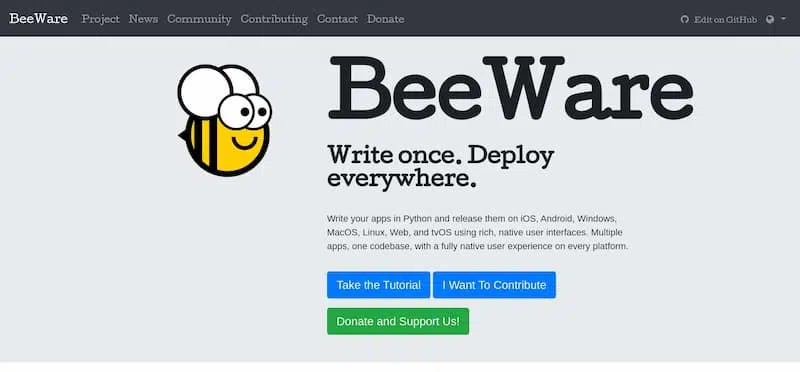 BeeWare Project News Community Contributing Contact Donate Edit on GitHub
BeeWare
Write once. Deploy
everywhere.
Write your apps in Python and release them on iOS, Android, Windows,
MacOS, Linux, Web, and tvOS using rich, native user interfaces. Multiple
apps, one codebase, with a fully native user experience on every platform.
Take the Tutorial I Want To Contribute
Donate and Support Us!